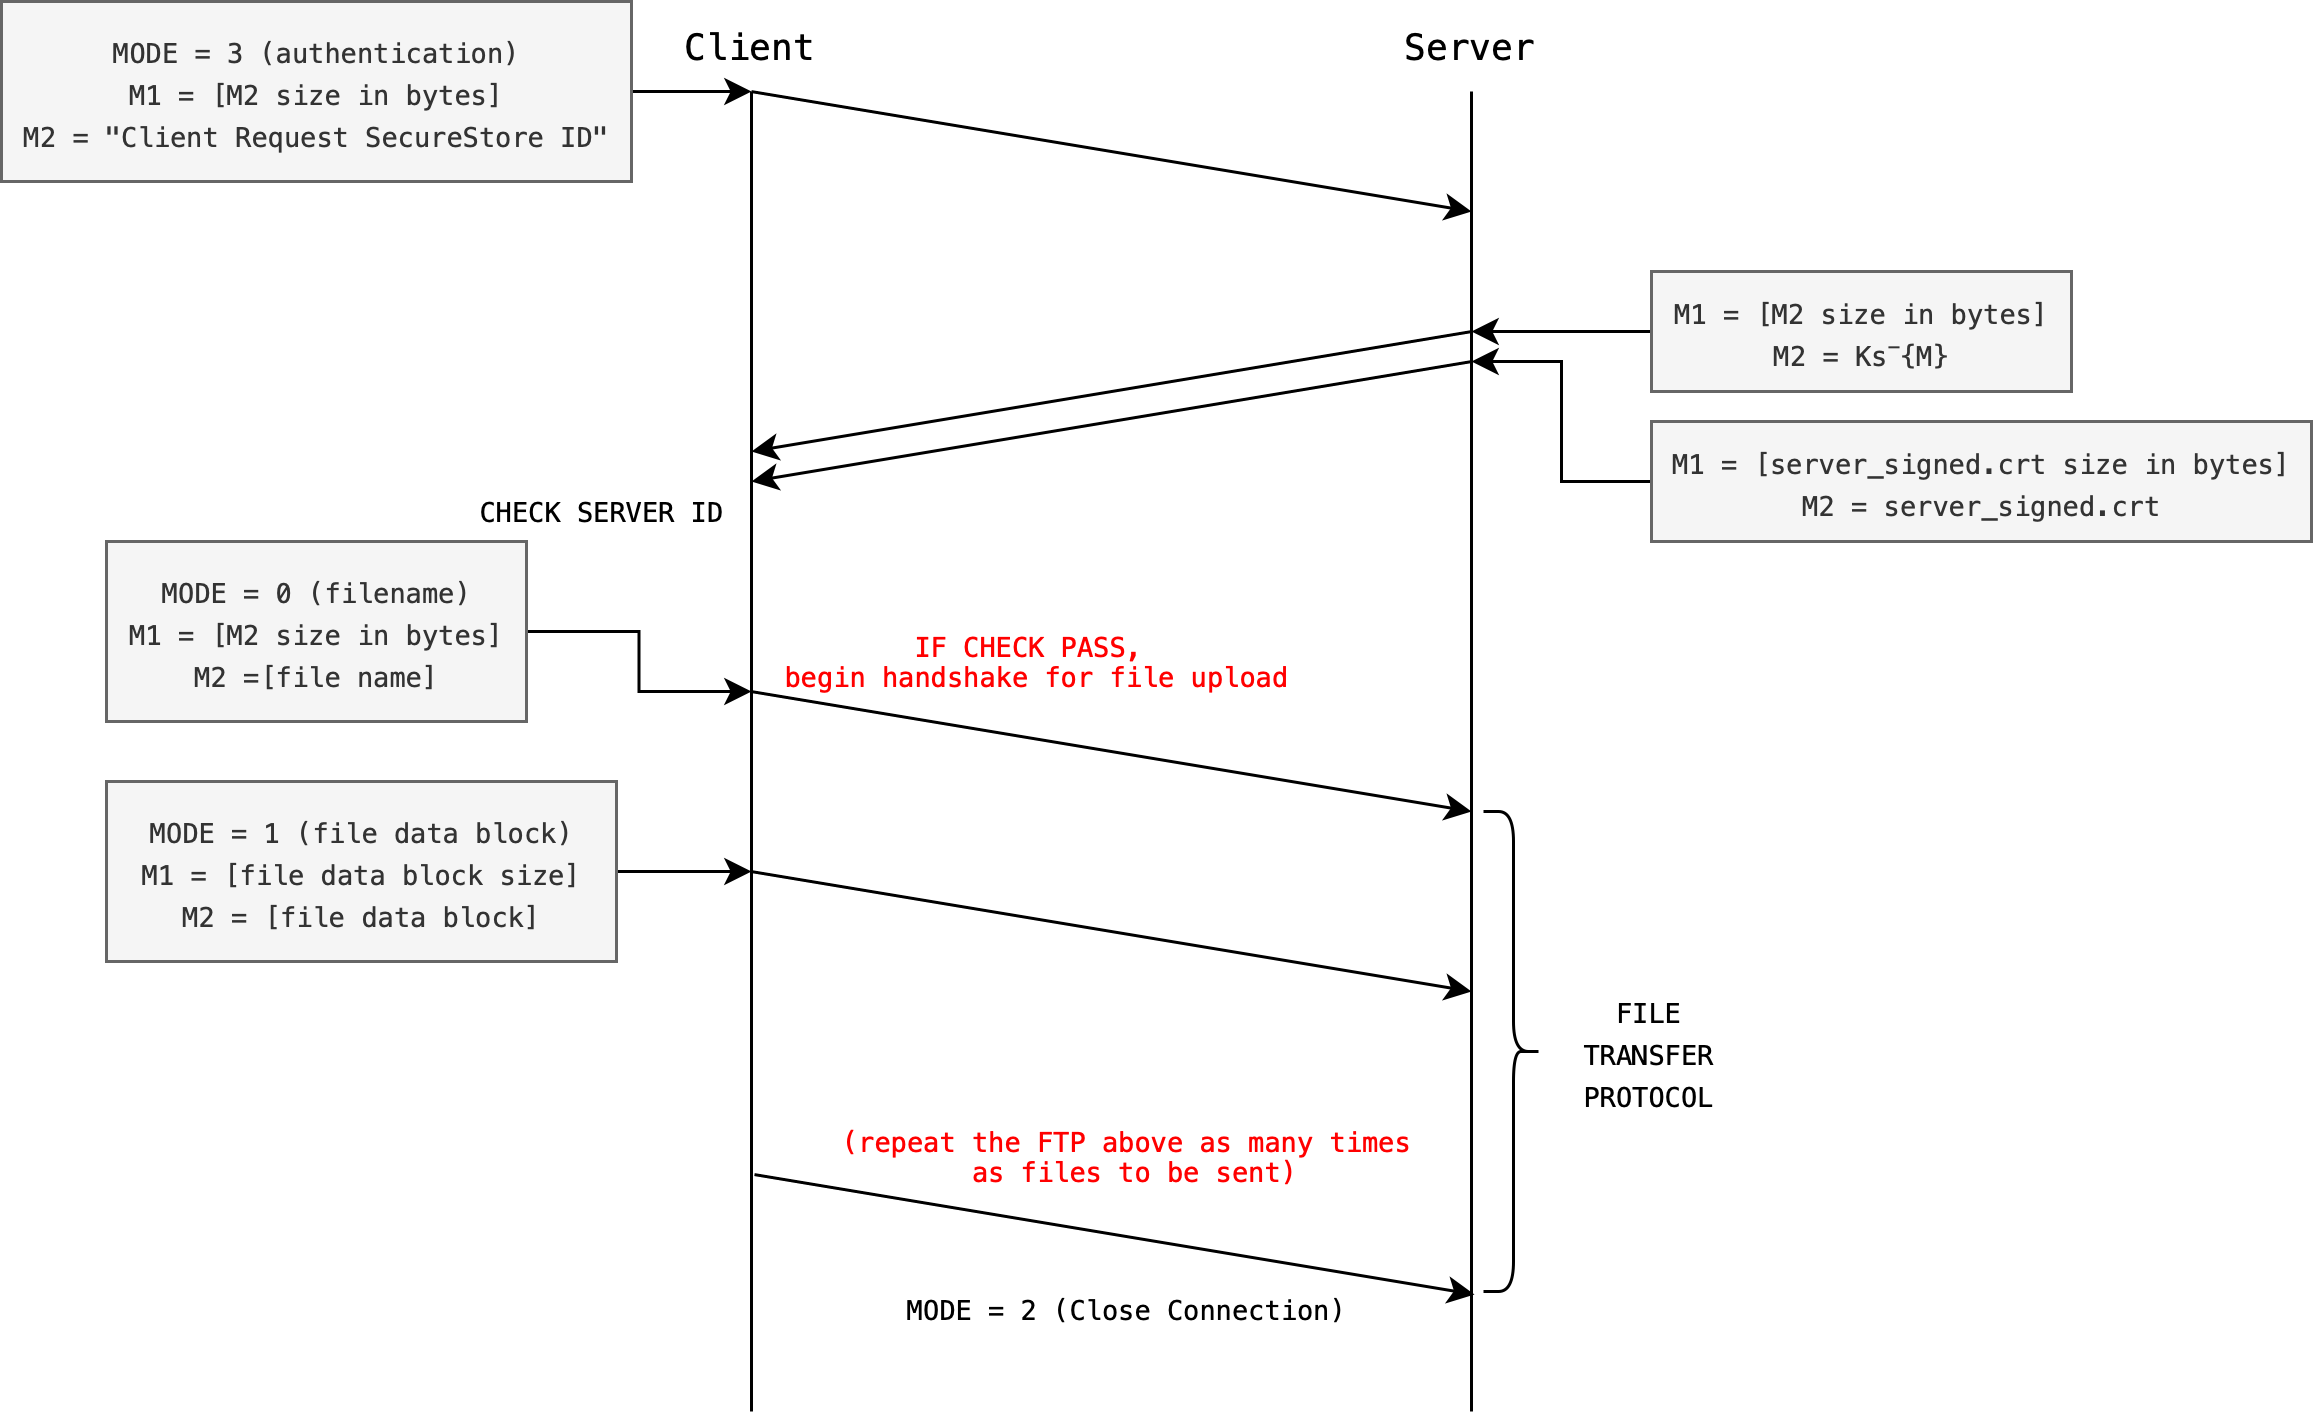 MODE = 3 (authentication)
M1 = [M2 size in bytes]
M2 = "Client Request SecureStore ID"
Client
Server
M1 = [M2 size in bytes]
M2 = Ks⁻{M}
M1 = [server_signed.crt size in bytes]
M2 = server_signed.crt
CHECK SERVER ID
MODE = 0 (filename)
M1 = [M2 size in bytes]
M2 =[file name]
IF CHECK PASS,
begin handshake for file upload
MODE = 1 (file data block)
M1 = [file data block size]
M2 = [file data block]
FILE
TRANSFER
PROTOCOL
(repeat the FTP above as many times
as files to be sent)
MODE = 2 (Close Connection)